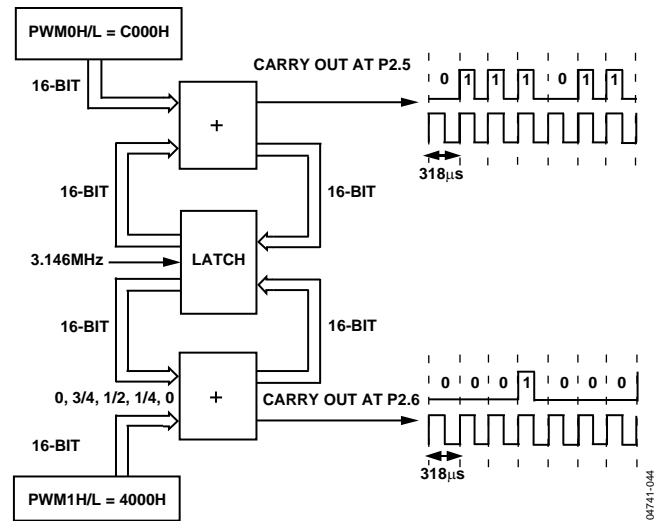 PWM0H/L = C000H
CARRY OUT AT P2.5
0 1 1 1 0 1 1
16-BIT
+
318μs
16-BIT
16-BIT
LATCH
3.146MHz
16-BIT
16-BIT
0, 3/4, 1/2, 1/4, 0
+
CARRY OUT AT P2.6
0 0 0 1 0 0 0
16-BIT
318μs
PWM1H/L = 4000H
04741-044